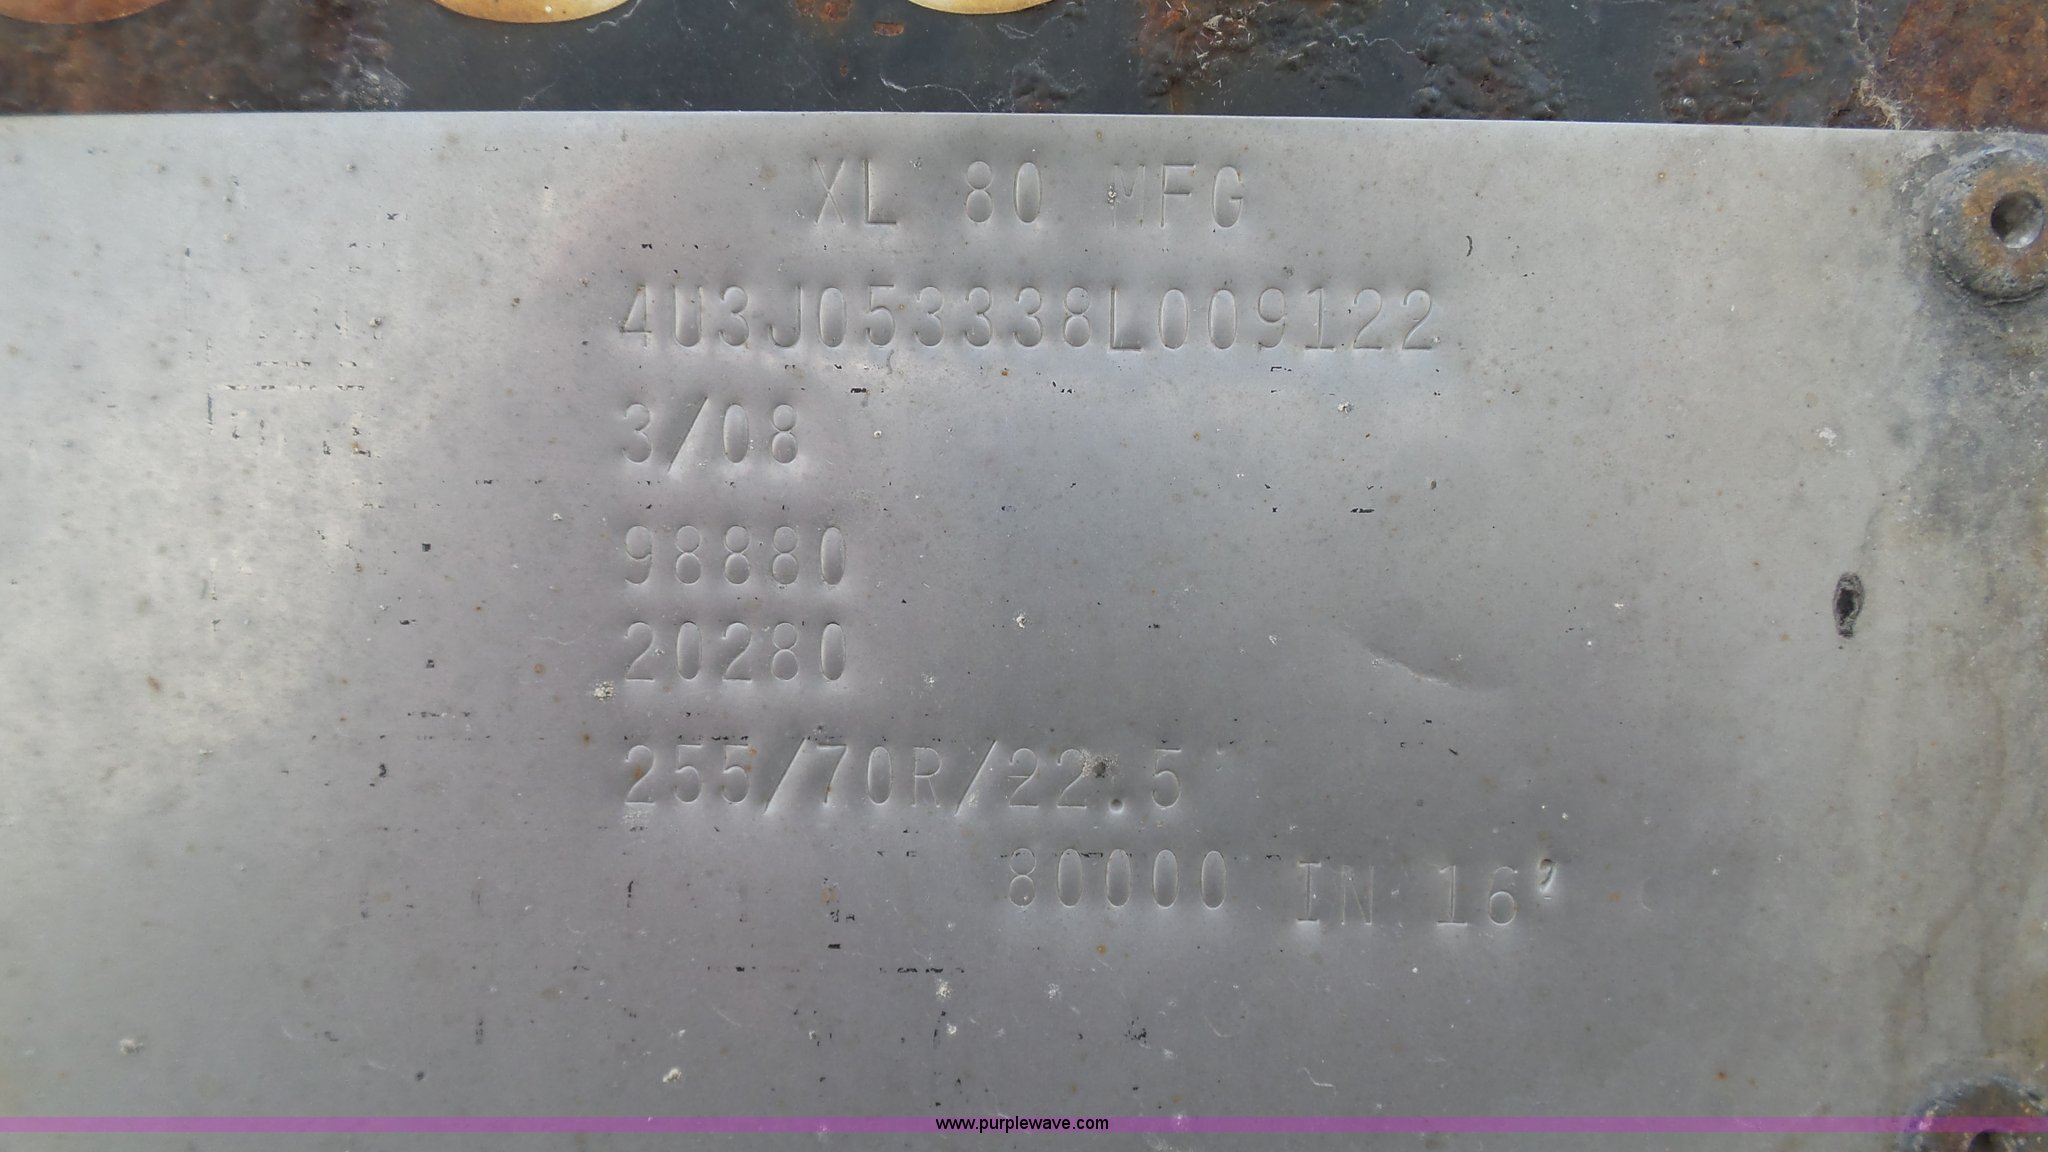 XL 80 MFG
4U3J053338L009122
3/08
98880
20280
255/70R/22.5
80000 IN 16'
www.purplewave.com